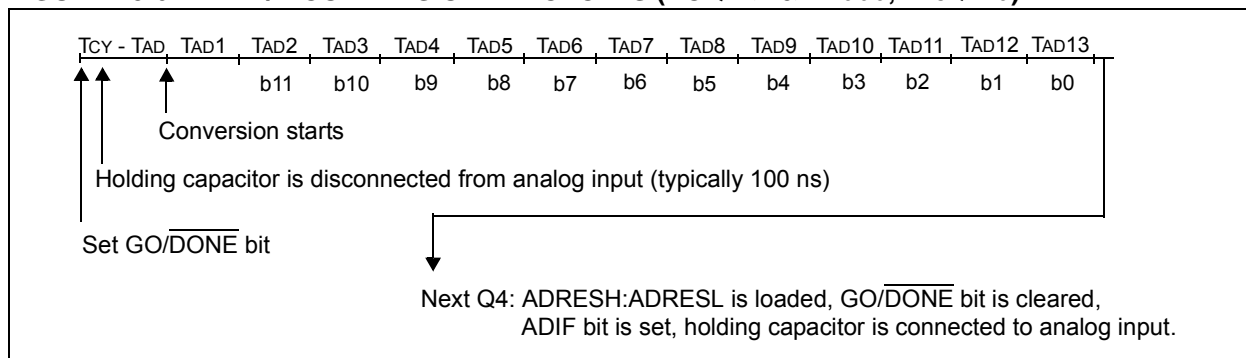 TCY - TAD TAD1 TAD2 TAD3 TAD4 TAD5 TAD6 TAD7 TAD8 TAD9 TAD10 TAD11 TAD12 TAD13
b11 b10 b9 b8 b7 b6 b5 b4 b3 b2 b1 b0
Conversion starts
Holding capacitor is disconnected from analog input (typically 100 ns)
Set GO/DONE bit
Next Q4: ADRESH:ADRESL is loaded, GO/DONE bit is cleared,
ADIF bit is set, holding capacitor is connected to analog input.